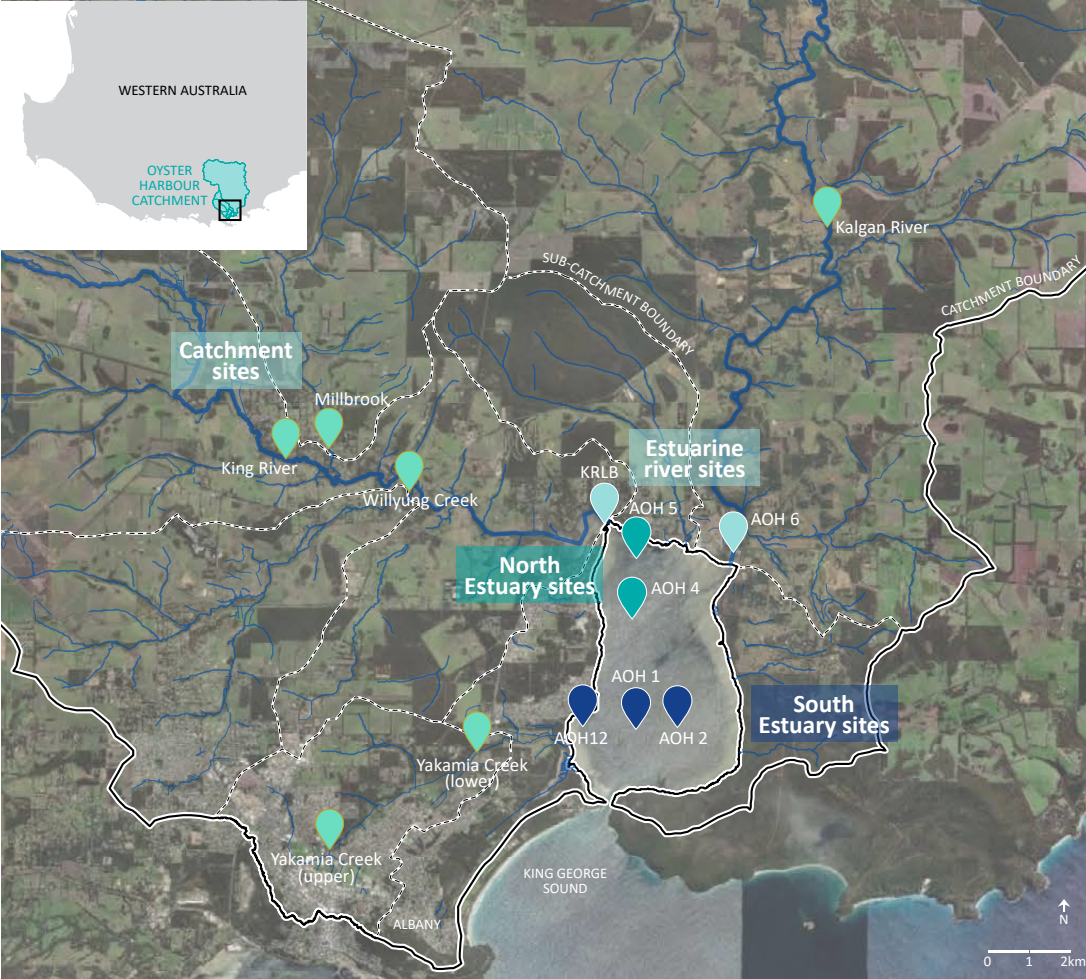 WESTERN AUSTRALIA
OYSTER
HARBOUR
CATCHMENT
Kalgan River
SUB-CATCHMENT BOUNDARY
CATCHMENT BOUNDARY
Catchment
sites
Millbrook
King River
Willyung Creek
Estuarine
river sites
KRLB
AOH 5
AOH 6
North
Estuary sites
AOH 4
AOH 1
South
Estuary sites
AOH12
AOH 2
Yakamia Creek
(lower)
Yakamia Creek
(upper)
KING GEORGE
SOUND
ALBANY
N
0 1 2km